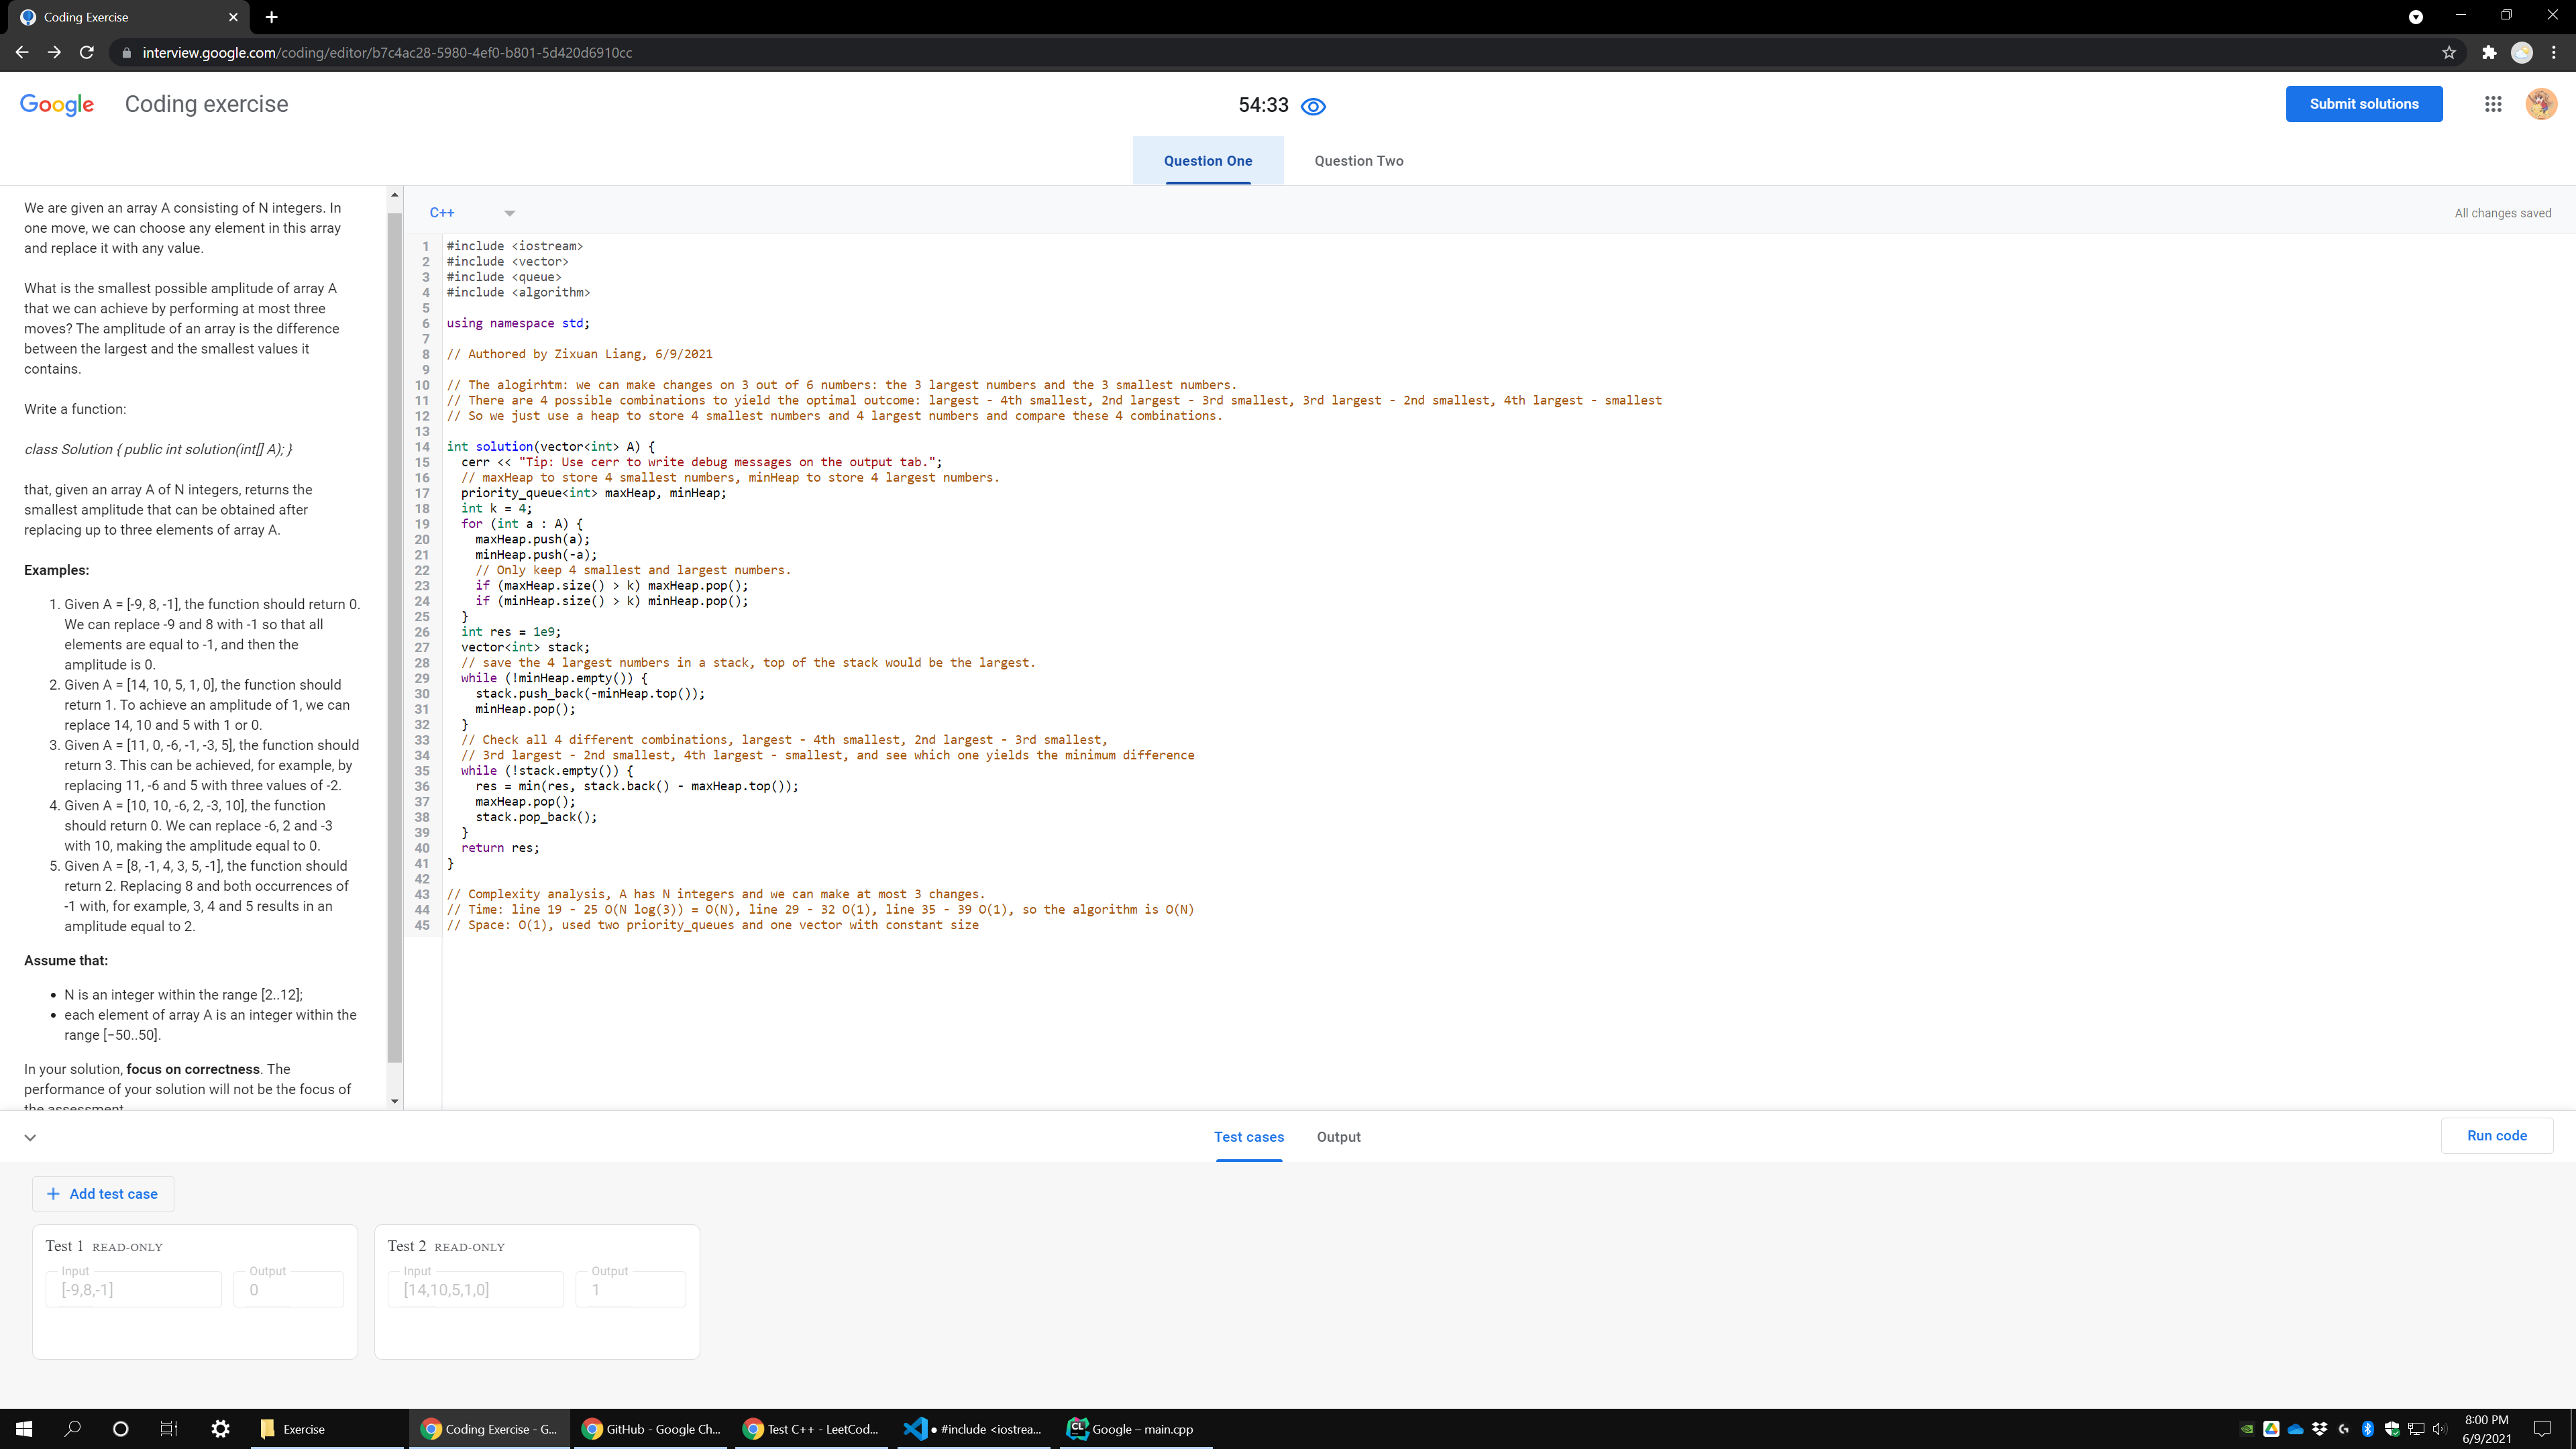 Coding Exercise
interview.google.com/coding/editor/b7c4ac28-5980-4ef0-b801-5d420d6910cc
Google Coding exercise
54:33
Submit solutions
Question One
Question Two
We are given an array A consisting of N integers. In
one move, we can choose any element in this array
and replace it with any value.
What is the smallest possible amplitude of array A
that we can achieve by performing at most three
moves? The amplitude of an array is the difference
between the largest and the smallest values it
contains.
Write a function:
class Solution { public int solution(int[] A); }
that, given an array A of N integers, returns the
smallest amplitude that can be obtained after
replacing up to three elements of array A.
Examples:
1. Given A = [-9, 8, -1], the function should return 0.
We can replace -9 and 8 with -1 so that all
elements are equal to -1, and then the
amplitude is 0.
2. Given A = [14, 10, 5, 1, 0], the function should
return 1. To achieve an amplitude of 1, we can
replace 14, 10 and 5 with 1 or 0.
3. Given A = [11, 0, -6, -1, -3, 5], the function should
return 3. This can be achieved, for example, by
replacing 11, -6 and 5 with three values of -2.
4. Given A = [10, 10, -6, 2, -3, 10], the function
should return 0. We can replace -6, 2 and -3
with 10, making the amplitude equal to 0.
5. Given A = [8, -1, 4, 3, 5, -1], the function should
return 2. Replacing 8 and both occurrences of
-1 with, for example, 3, 4 and 5 results in an
amplitude equal to 2.
Assume that:
• N is an integer within the range [2..12];
• each element of array A is an integer within the
range [−50..50].
In your solution, focus on correctness. The
performance of your solution will not be the focus of
the assessment
C++
All changes saved
1 #include <iostream>
2 #include <vector>
3 #include <queue>
4 #include <algorithm>
5
6 using namespace std;
7
8 // Authored by Zixuan Liang, 6/9/2021
9
10 // The alogirhtm: we can make changes on 3 out of 6 numbers: the 3 largest numbers and the 3 smallest numbers.
11 // There are 4 possible combinations to yield the optimal outcome: largest - 4th smallest, 2nd largest - 3rd smallest, 3rd largest - 2nd smallest, 4th largest - smallest
12 // So we just use a heap to store 4 smallest numbers and 4 largest numbers and compare these 4 combinations.
13
14 int solution(vector<int> A) {
15 cerr << "Tip: Use cerr to write debug messages on the output tab.";
16 // maxHeap to store 4 smallest numbers, minHeap to store 4 largest numbers.
17 priority_queue<int> maxHeap, minHeap;
18 int k = 4;
19 for (int a : A) {
20 maxHeap.push(a);
21 minHeap.push(-a);
22 // Only keep 4 smallest and largest numbers.
23 if (maxHeap.size() > k) maxHeap.pop();
24 if (minHeap.size() > k) minHeap.pop();
25 }
26 int res = 1e9;
27 vector<int> stack;
28 // save the 4 largest numbers in a stack, top of the stack would be the largest.
29 while (!minHeap.empty()) {
30 stack.push_back(-minHeap.top());
31 minHeap.pop();
32 }
33 // Check all 4 different combinations, largest - 4th smallest, 2nd largest - 3rd smallest,
34 // 3rd largest - 2nd smallest, 4th largest - smallest, and see which one yields the minimum difference
35 while (!stack.empty()) {
36 res = min(res, stack.back() - maxHeap.top());
37 maxHeap.pop();
38 stack.pop_back();
39 }
40 return res;
41 }
42
43 // Complexity analysis, A has N integers and we can make at most 3 changes.
44 // Time: line 19 - 25 O(N log(3)) = O(N), line 29 - 32 O(1), line 35 - 39 O(1), so the algorithm is O(N)
45 // Space: O(1), used two priority_queues and one vector with constant size
Test cases
Output
Run code
+ Add test case
Test 1 READ-ONLY
Input
[-9,8,-1]
Output
0
Test 2 READ-ONLY
Input
[14,10,5,1,0]
Output
1
Exercise
Coding Exercise - G...
GitHub - Google Ch...
Test C++ - LeetCod...
● #include <iostrea...
CL
Google – main.cpp
8:00 PM
6/9/2021